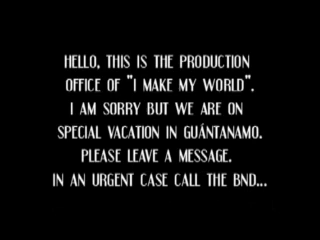 HELLO, THIS IS THE PRODUCTION
OFFICE OF "I MAKE MY WORLD".
I AM SORRY BUT WE ARE ON
SPECIAL VACATION IN GUÁNTANAMO.
PLEASE LEAVE A MESSAGE.
IN AN URGENT CASE CALL THE BND...